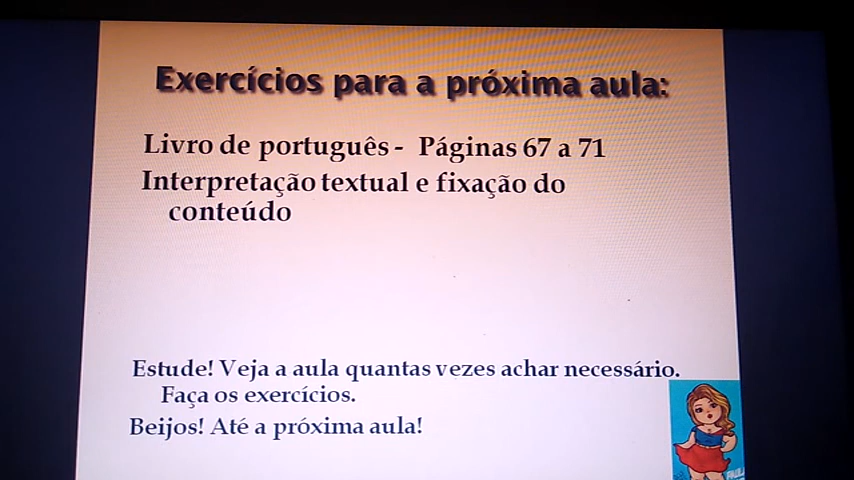 Exercícios para a próxima aula:
Livro de português - Páginas 67 a 71
Interpretação textual e fixação do
conteúdo
Estude! Veja a aula quantas vezes achar necessário.
Faça os exercícios.
Beijos! Até a próxima aula!